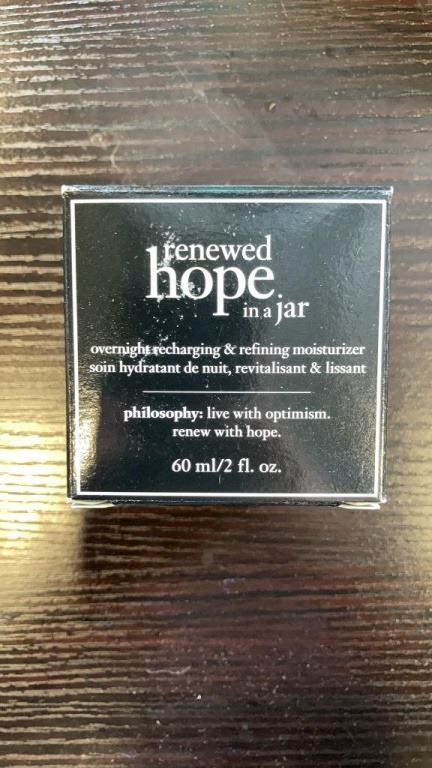 renewed
hope
in a jar
overnight recharging & refining moisturizer
soin hydratant de nuit, revitalisant & lissant
philosophy: live with optimism.
renew with hope.
60 ml/2 fl. oz.